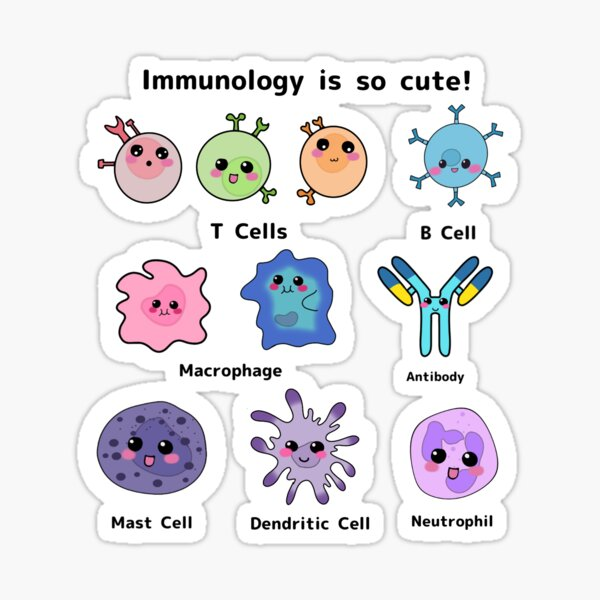 Immunology is so cute!
T Cells
B Cell
Macrophage
Antibody
Mast Cell
Dendritic Cell
Neutrophil